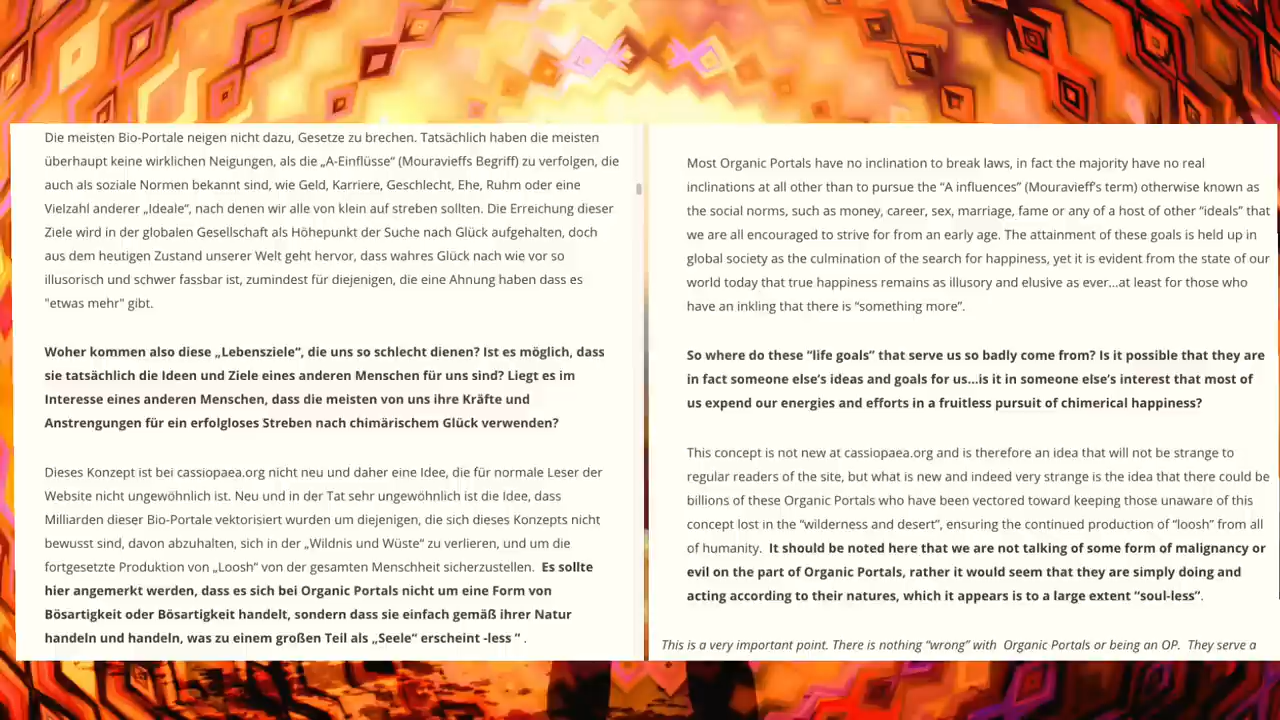 Die meisten Bio-Portale neigen nicht dazu, Gesetze zu brechen. Tatsächlich haben die meisten
überhaupt keine wirklichen Neigungen, als die „A-Einflüsse“ (Mouravieffs Begriff) zu verfolgen, die
auch als soziale Normen bekannt sind, wie Geld, Karriere, Geschlecht, Ehe, Ruhm oder eine
Vielzahl anderer „Ideale“, nach denen wir alle von klein auf streben sollten. Die Erreichung dieser
Ziele wird in der globalen Gesellschaft als Höhepunkt der Suche nach Glück aufgehalten, doch
aus dem heutigen Zustand unserer Welt geht hervor, dass wahres Glück nach wie vor so
illusorisch und schwer fassbar ist, zumindest für diejenigen, die eine Ahnung haben dass es
"etwas mehr" gibt.
Woher kommen also diese „Lebensziele“, die uns so schlecht dienen? Ist es möglich, dass
sie tatsächlich die Ideen und Ziele eines anderen Menschen für uns sind? Liegt es im
Interesse eines anderen Menschen, dass die meisten von uns ihre Kräfte und
Anstrengungen für ein erfolgloses Streben nach chimärischem Glück verwenden?
Dieses Konzept ist bei cassiopaea.org nicht neu und daher eine Idee, die für normale Leser der
Website nicht ungewöhnlich ist. Neu und in der Tat sehr ungewöhnlich ist die Idee, dass
Milliarden dieser Bio-Portale vektorisiert wurden um diejenigen, die sich dieses Konzepts nicht
bewusst sind, davon abzuhalten, sich in der „Wildnis und Wüste“ zu verlieren, und um die
fortgesetzte Produktion von „Loosh“ von der gesamten Menschheit sicherzustellen. Es sollte
hier angemerkt werden, dass es sich bei Organic Portals nicht um eine Form von
Bösartigkeit oder Bösartigkeit handelt, sondern dass sie einfach gemäß ihrer Natur
handeln und handeln, was zu einem großen Teil als „Seele“ erscheint -less “ .
Most Organic Portals have no inclination to break laws, in fact the majority have no real
inclinations at all other than to pursue the “A influences” (Mouravieff’s term) otherwise known as
the social norms, such as money, career, sex, marriage, fame or any of a host of other “ideals” that
we are all encouraged to strive for from an early age. The attainment of these goals is held up in
global society as the culmination of the search for happiness, yet it is evident from the state of our
world today that true happiness remains as illusory and elusive as ever…at least for those who
have an inkling that there is “something more”.
So where do these “life goals” that serve us so badly come from? Is it possible that they are
in fact someone else’s ideas and goals for us…is it in someone else’s interest that most of
us expend our energies and efforts in a fruitless pursuit of chimerical happiness?
This concept is not new at cassiopaea.org and is therefore an idea that will not be strange to
regular readers of the site, but what is new and indeed very strange is the idea that there could be
billions of these Organic Portals who have been vectored toward keeping those unaware of this
concept lost in the “wilderness and desert”, ensuring the continued production of “loosh” from all
of humanity. It should be noted here that we are not talking of some form of malignancy or
evil on the part of Organic Portals, rather it would seem that they are simply doing and
acting according to their natures, which it appears is to a large extent “soul-less”.
This is a very important point. There is nothing “wrong” with Organic Portals or being an OP. They serve a